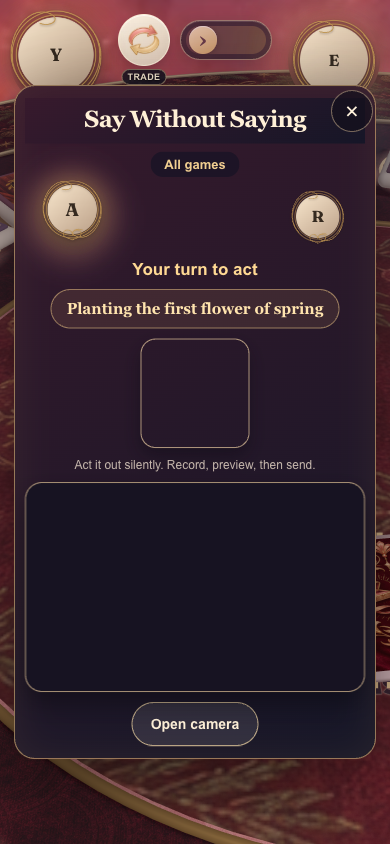 Y
E
TRADE
Say Without Saying
All games
A
R
Your turn to act
Planting the first flower of spring
Act it out silently. Record, preview, then send.
Open camera